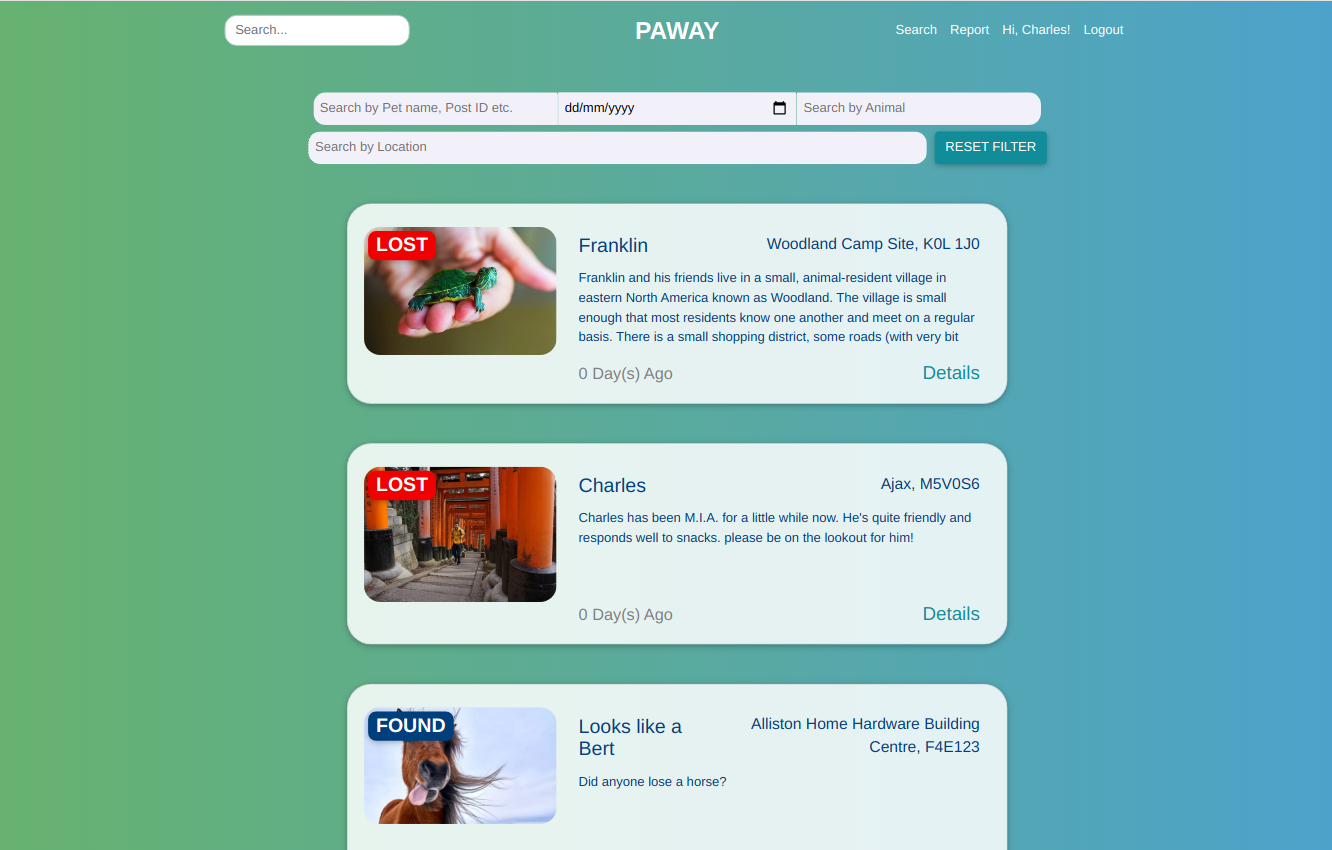 Search...
PAWAY
Search Report Hi, Charles! Logout
Search by Pet name, Post ID etc.
dd/mm/yyyy
Search by Animal
Search by Location
RESET FILTER
LOST
Franklin
Woodland Camp Site, K0L 1J0
Franklin and his friends live in a small, animal-resident village in
eastern North America known as Woodland. The village is small
enough that most residents know one another and meet on a regular
basis. There is a small shopping district, some roads (with very bit
0 Day(s) Ago
Details
LOST
Charles
Ajax, M5V0S6
Charles has been M.I.A. for a little while now. He's quite friendly and
responds well to snacks. please be on the lookout for him!
0 Day(s) Ago
Details
FOUND
Looks like a
Bert
Alliston Home Hardware Building
Centre, F4E123
Did anyone lose a horse?